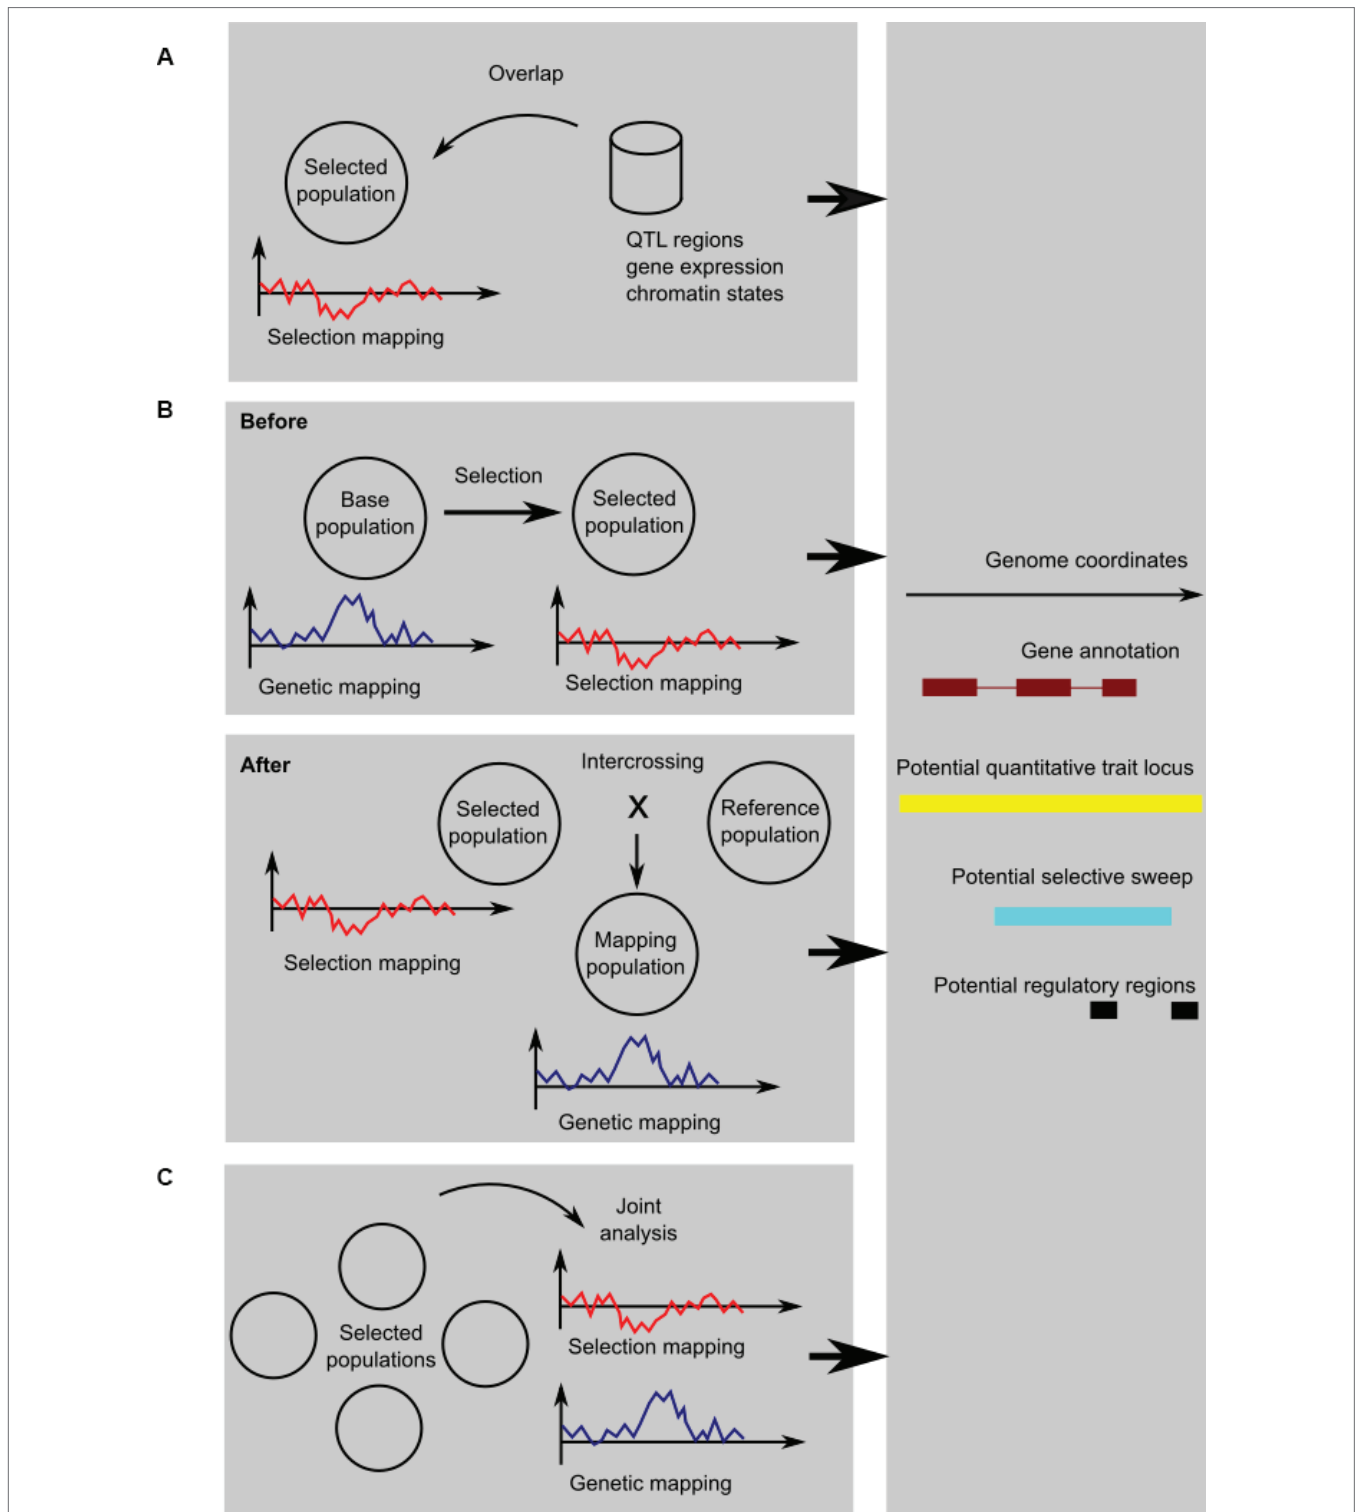 A
Overlap
Selected
population
QTL regions
gene expression
chromatin states
Selection mapping
B
Before
Base
population
Selection
Selected
population
Genetic mapping
Selection mapping
After
Intercrossing
Selected
population
X
Reference
population
Selection mapping
Mapping
population
Genetic mapping
C
Joint
analysis
Selected
populations
Selection mapping
Genetic mapping
Genome coordinates
Gene annotation
Potential quantitative trait locus
Potential selective sweep
Potential regulatory regions